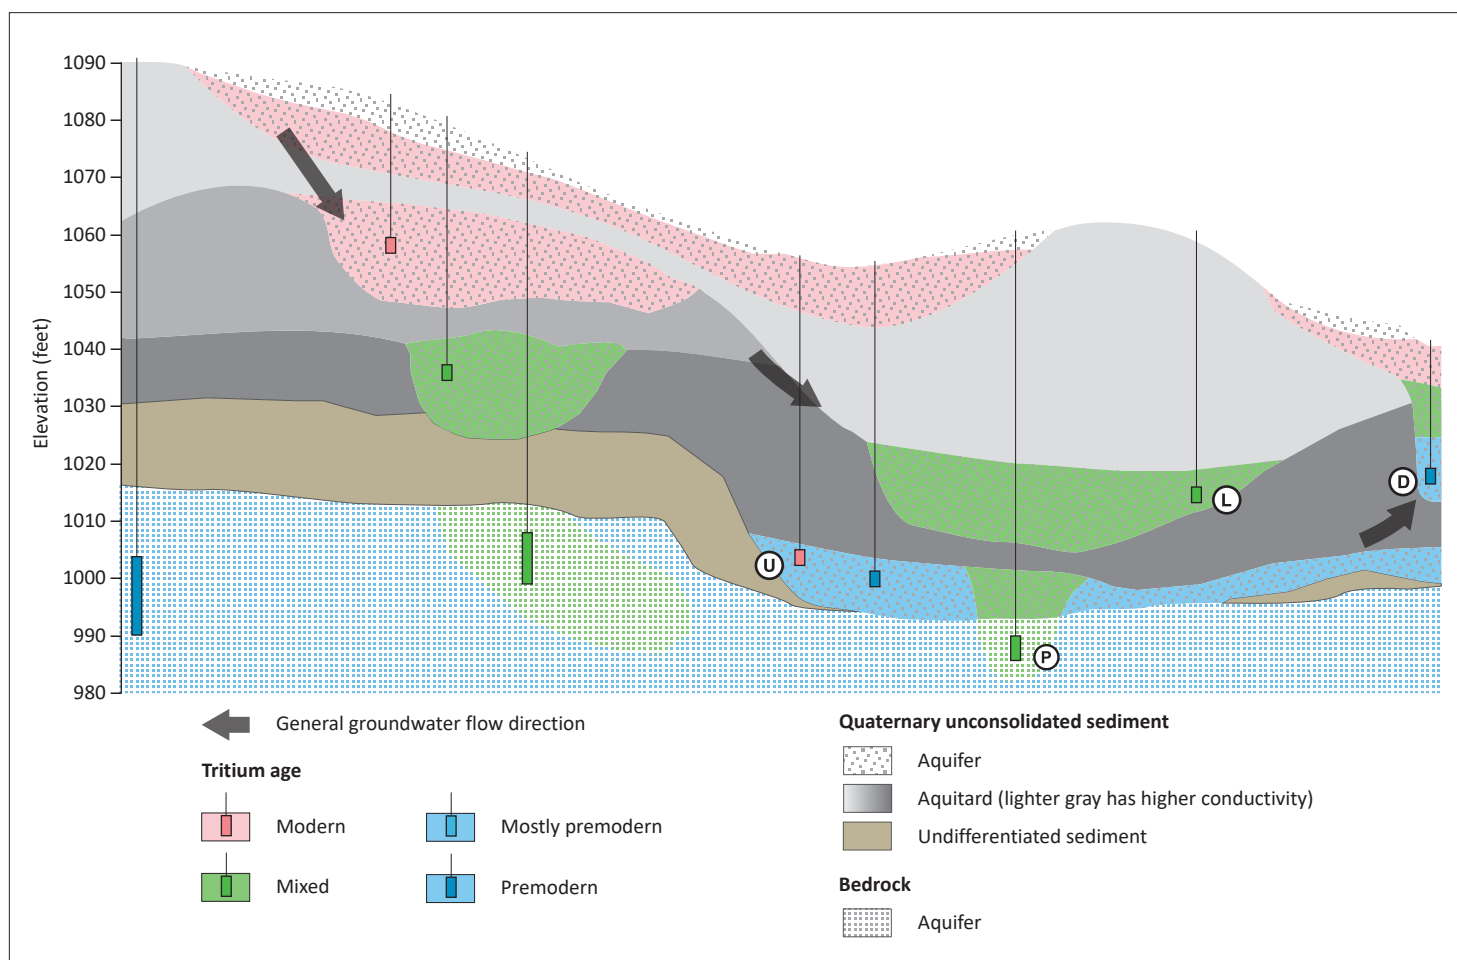 1090
1080
1070
1060
1050
1040
1030
1020
1010
1000
990
980
Elevation (feet)
D
L
U
P
General groundwater flow direction
Tritium age
Modern
Mostly premodern
Mixed
Premodern
Quaternary unconsolidated sediment
Aquifer
Aquitard (lighter gray has higher conductivity)
Undifferentiated sediment
Bedrock
Aquifer